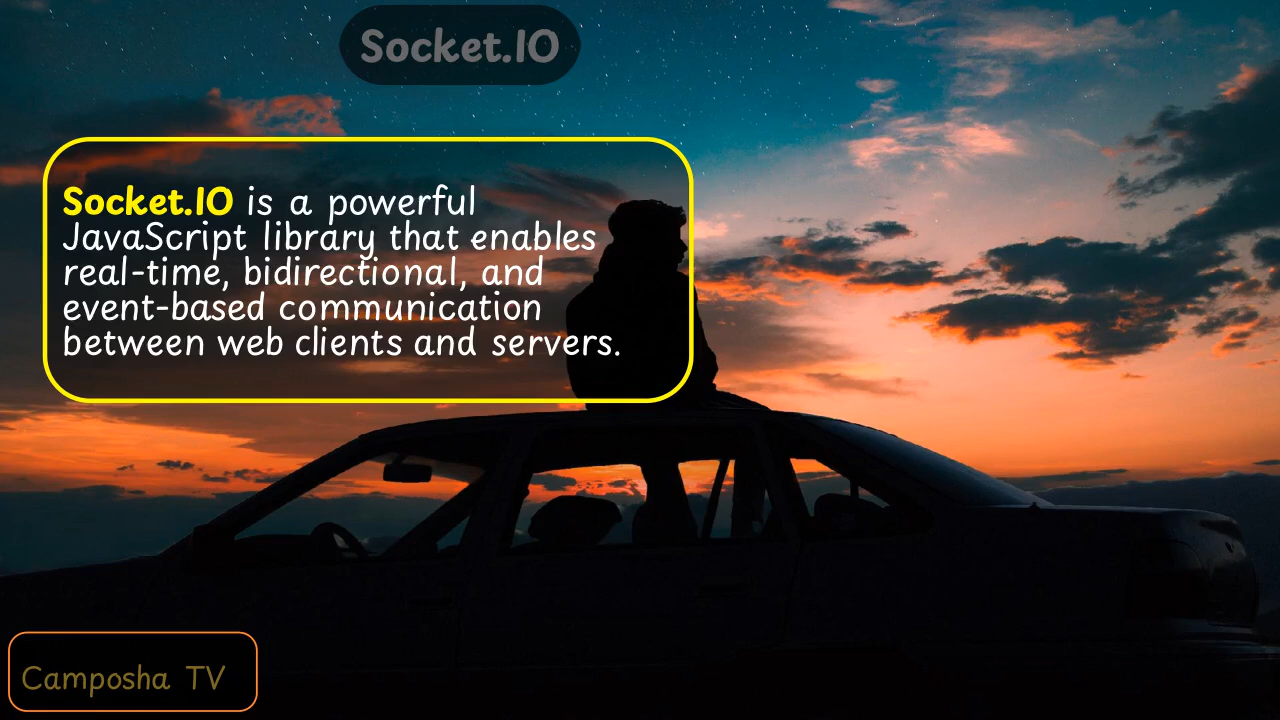 Socket.IO
Socket.IO is a powerful
JavaScript library that enables
real-time, bidirectional, and
event-based communication
between web clients and servers.
Camposha TV